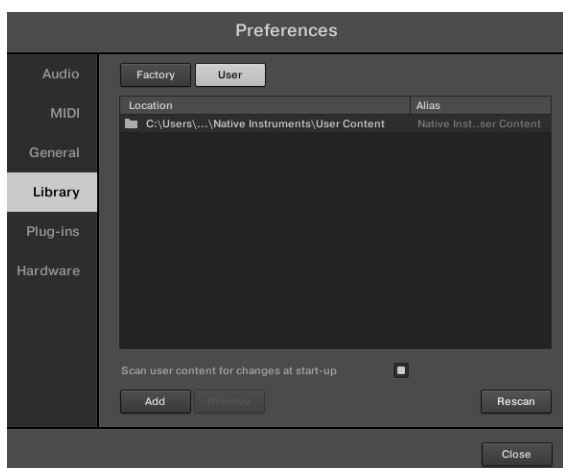 Preferences
Audio
MIDI
General
Library
Plug-ins
Hardware
Factory User
Location Alias
C:\Users\...\Native Instruments\User Content Native Inst..ser Content
Scan user content for changes at start-up
Add Remove Rescan
Close